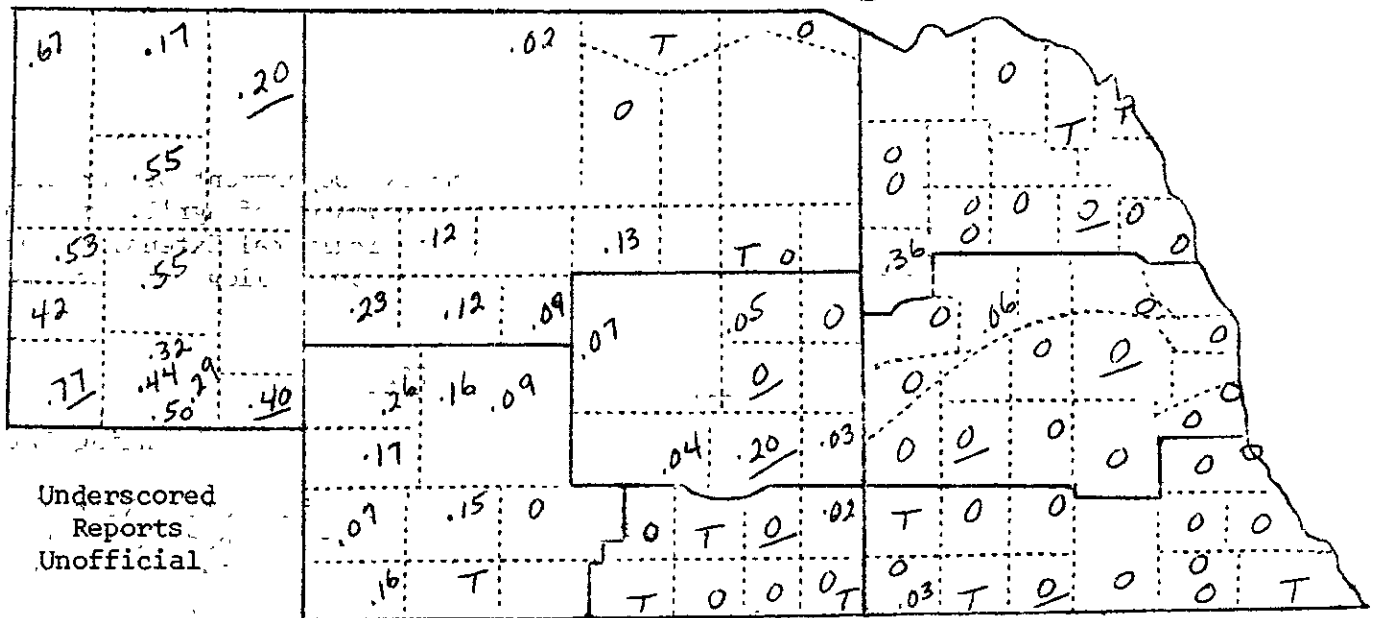 .67 .17 .02 T 0
.20 0
0 T T
.55 0
0
0 0 0 0 0
.12 .13 T 0 0 0
.53 .55 .36
42 .23 .12 .09 .07 .05 0 0 .06 0
.32 0 0
.77 .44 .29 .40 .26 .16 .09 0 0 0 0
.50 0
.17 .04 .20 .03 0 0 0 0 0 0
Underscored
Reports
Unofficial
.07 .15 0 0 T 0 .02 T 0 0 0 0
.16 T T 0 0 0 T 0 .03 T 0 0 0 0 T